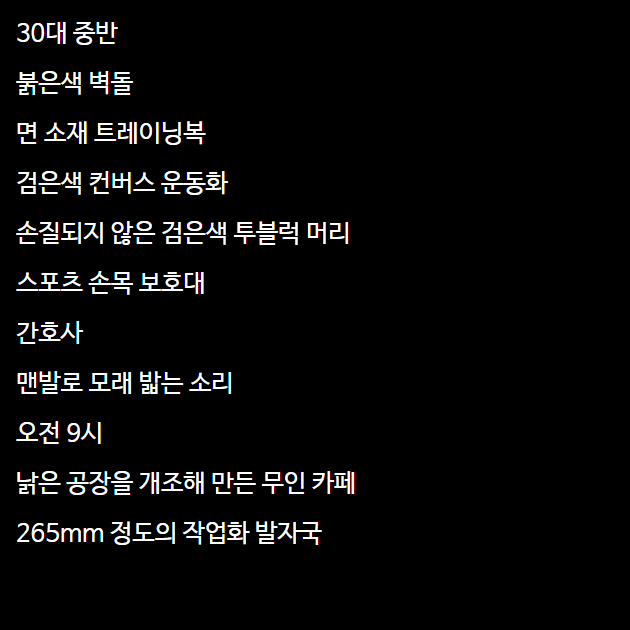 30대 중반
붉은색 벽돌
면 소재 트레이닝복
검은색 컨버스 운동화
손질되지 않은 검은색 투블럭 머리
스포츠 손목 보호대
간호사
맨발로 모래 밟는 소리
오전 9시
낡은 공장을 개조해 만든 무인 카페
265mm 정도의 작업화 발자국